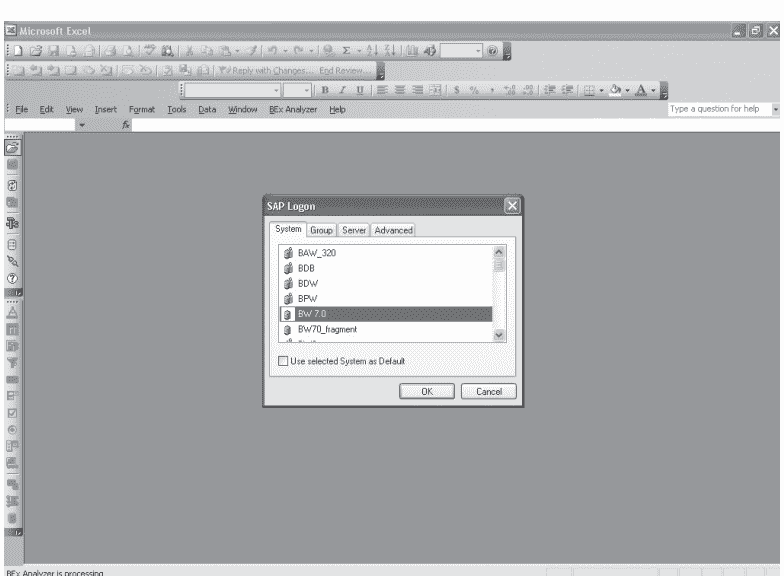 Microsoft Excel
Reply with Changes... End Review...
B I U $ % ,
File Edit View Insert Format Tools Data Window BEx Analyzer Help
Type a question for help
fx
SAP Logon
System Group Server Advanced
BAW_320
BDB
BDW
BPW
BW 7.0
BW70_fragment
Use selected System as Default
OK Cancel
BEx Analyzer is processing